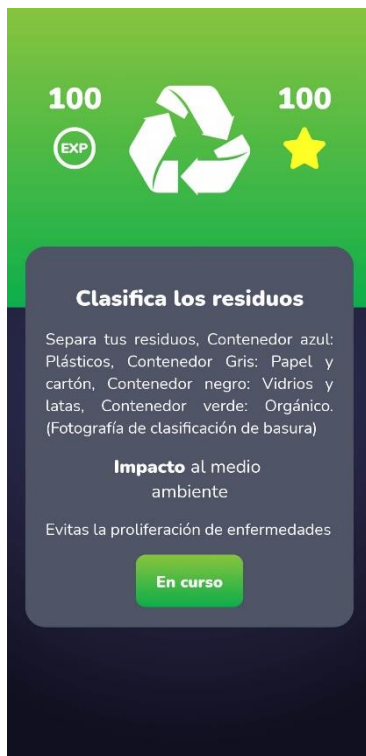 100
100
EXP
Clasifica los residuos
Separa tus residuos, Contenedor azul:
Plásticos, Contenedor Gris: Papel y
cartón, Contenedor negro: Vidrios y
latas, Contenedor verde: Orgánico.
(Fotografía de clasificación de basura)
Impacto al medio
ambiente
Evitas la proliferación de enfermedades
En curso